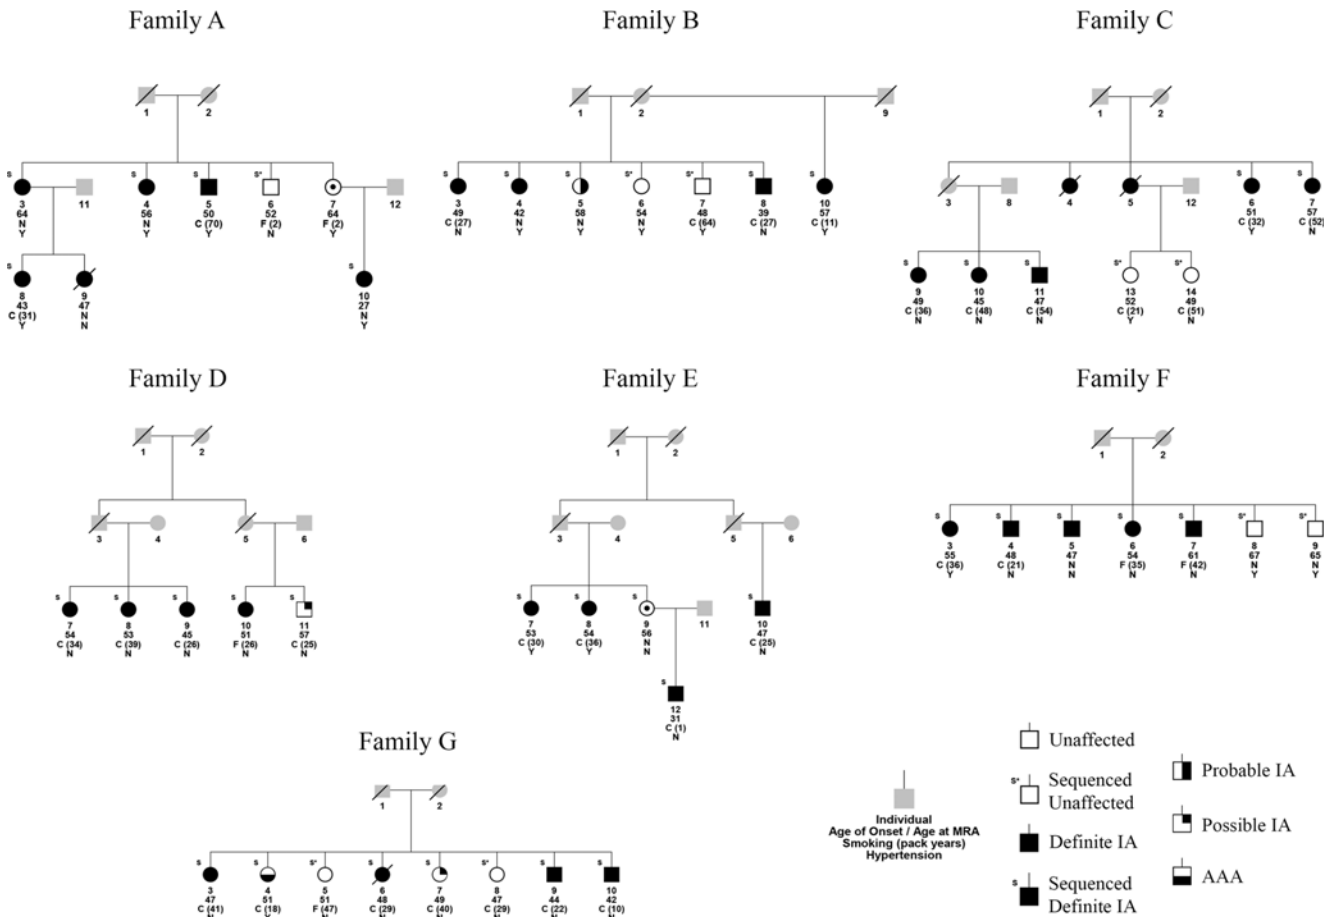 Family A
Family B
Family C
1 2
1 2 9
1 2
S S S S*
S S S S* S* S S
S S
3 11 4 5 6 7 12
64 56 50 52 64
N N C (70) F (2) F (2)
Y Y Y N Y
3 4 5 6 7 8 10
49 42 58 54 48 39 57
C (27) N N N C (64) C (27) C (11)
N Y N Y N Y
3 8 4 5 12 6 7
51 57
C (32) C (52)
Y N
S S
S S S S* S*
8 9 10
43 47 27
C (31) N N
Y N Y
9 10 11 13 14
49 45 47 52 49
C (36) C (48) C (54) C (21) C (51)
N N N Y N
Family D
Family E
Family F
1 2
1 2
1 2
3 4 5 6
3 4 5 6
S S S S S S* S*
3 4 5 6 7 8 9
55 48 47 54 61 67 65
C (36) C (21) N F (35) F (42) N N
Y N N N N Y Y
S S S S S
7 8 9 10 11
54 53 45 51 57
C (34) C (39) C (26) F (26) C (25)
N N N N N
S S S S
7 8 9 11 10
53 54 56 47
C (30) C (36) N C (25)
Y Y N N
S
12
31
C (1)
N
Family G
1 2
S S S* S S S* S S
3 4 5 6 7 8 9 10
47 51 51 48 49 47 44 42
C (41) C (18) F (47) C (29) C (40) C (29) C (22) C (10)
Individual
Age of Onset / Age at MRA
Smoking (pack years)
Hypertension
Unaffected
S* Sequenced
Unaffected
Definite IA
S Sequenced
Definite IA
Probable IA
Possible IA
AAA